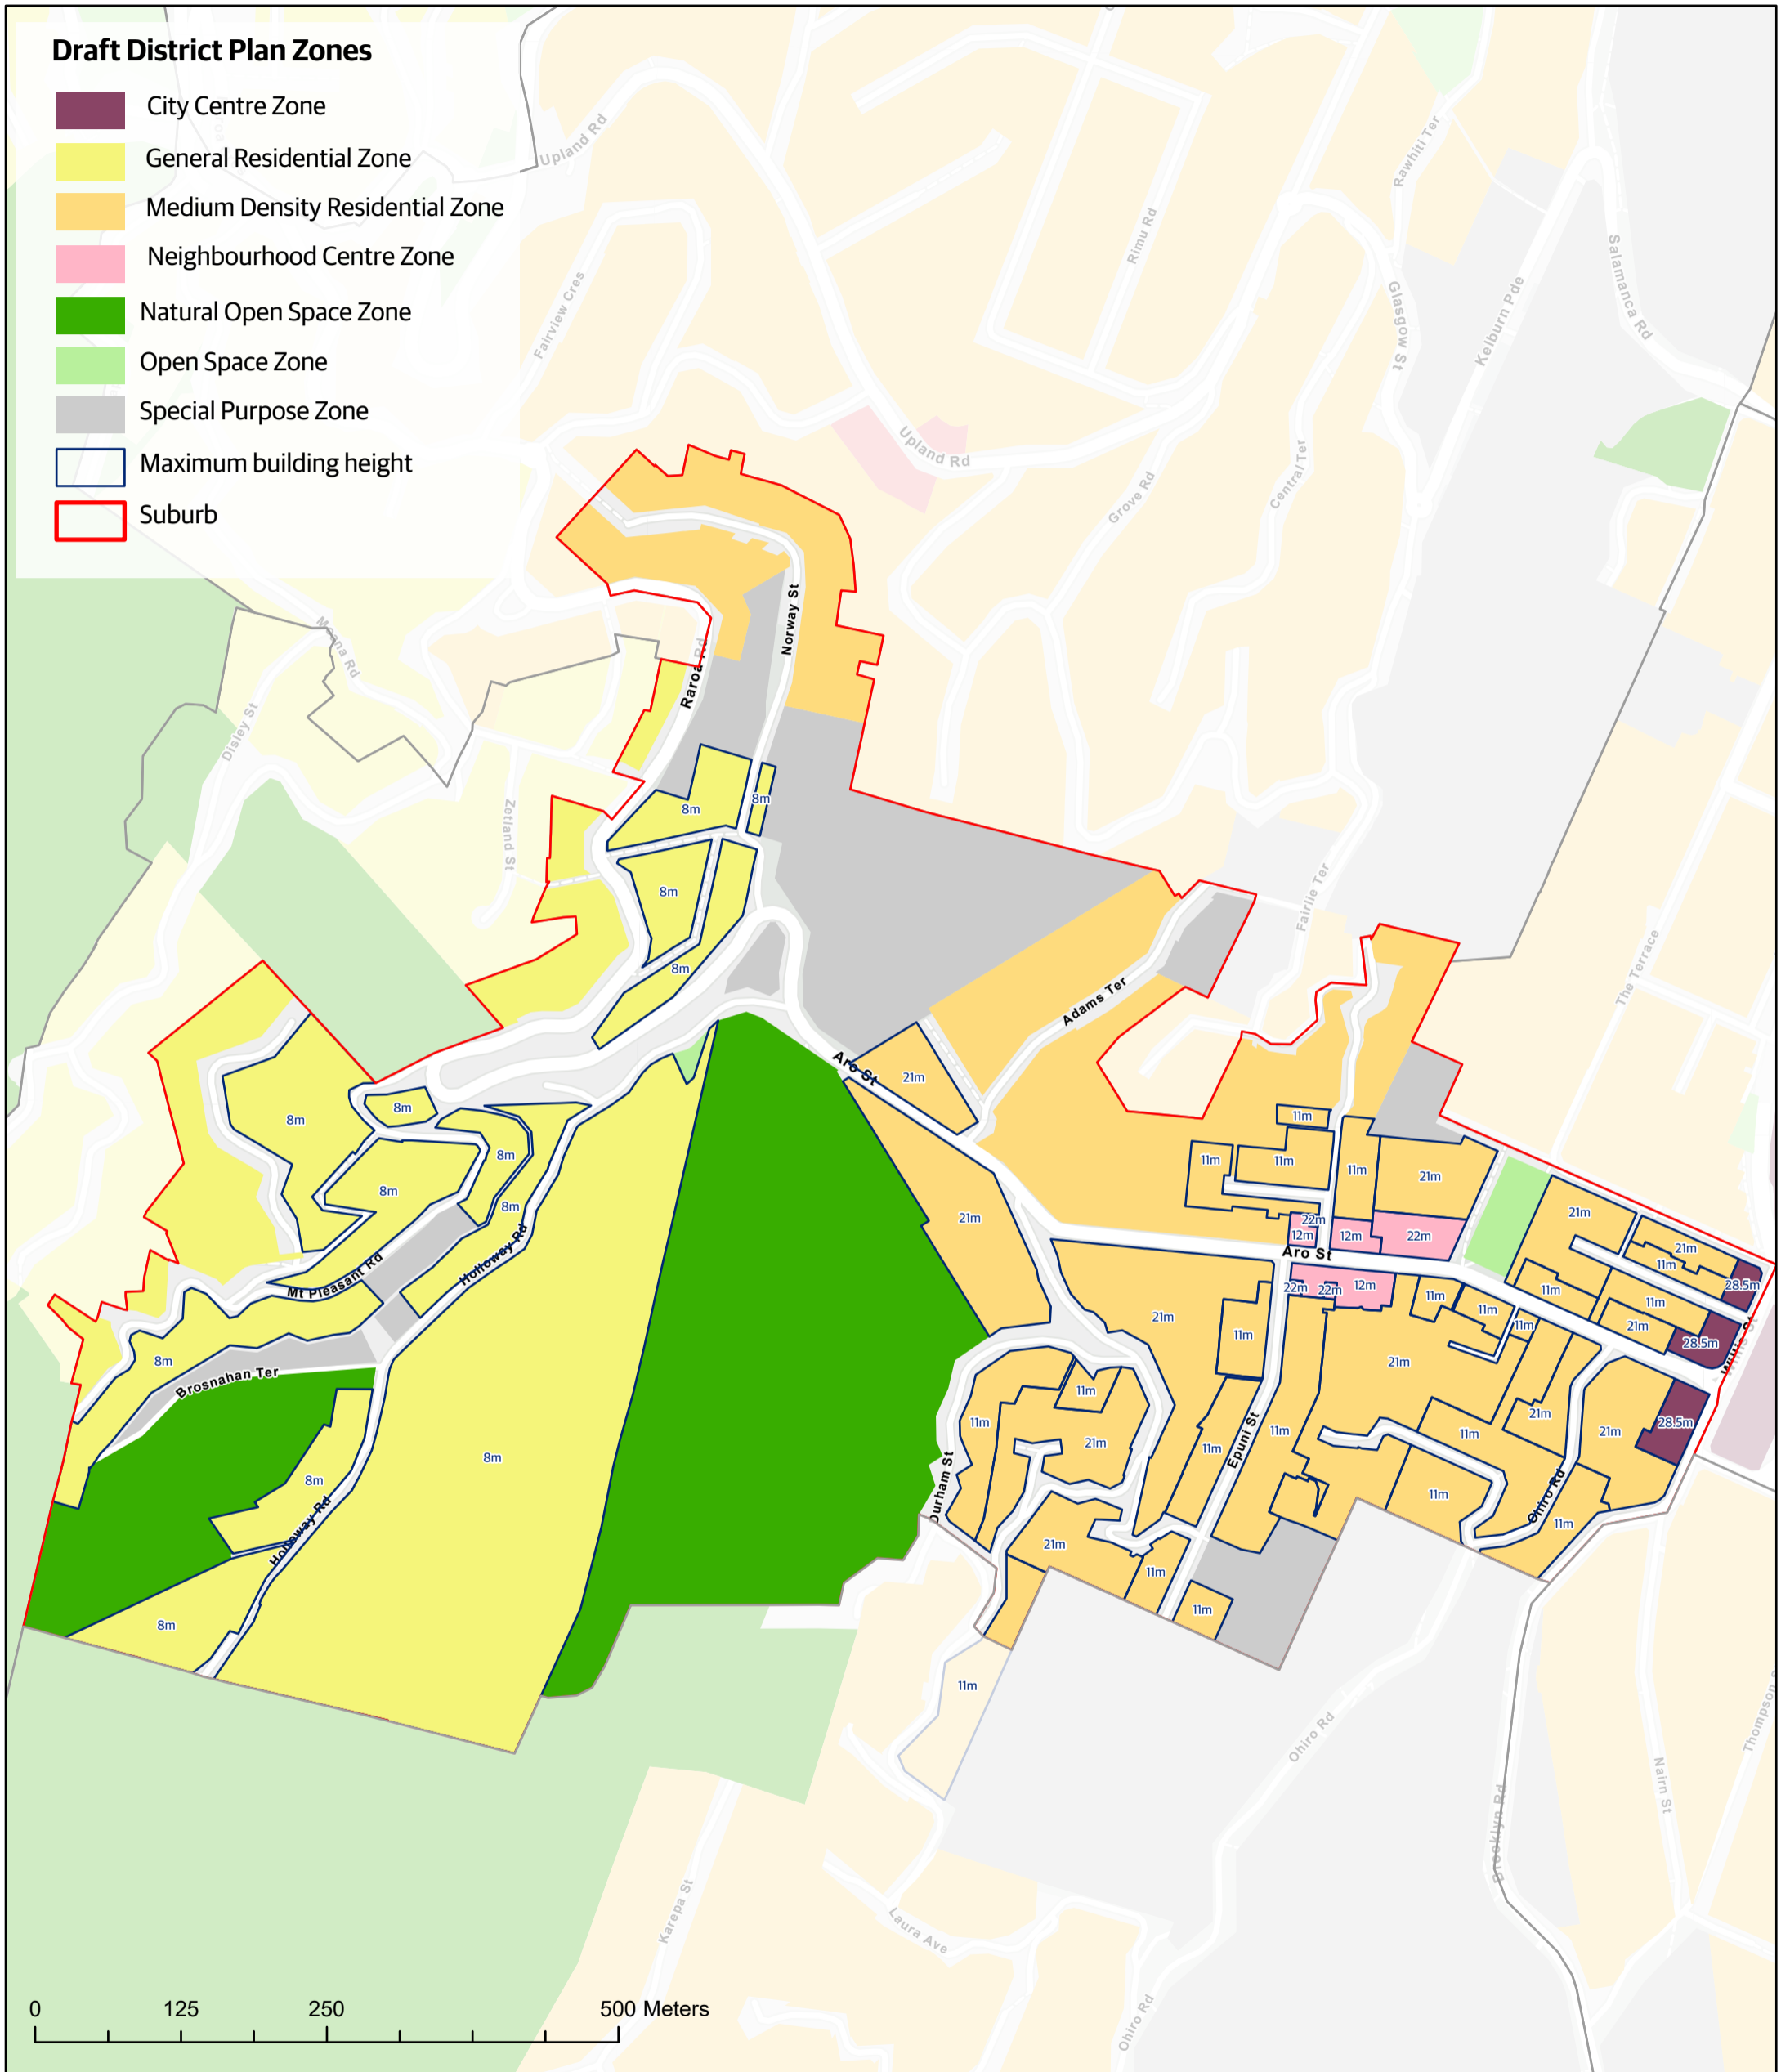 Draft District Plan Zones
City Centre Zone
General Residential Zone
Medium Density Residential Zone
Neighbourhood Centre Zone
Natural Open Space Zone
Open Space Zone
Special Purpose Zone
Maximum building height
Suburb
Upland Rd
Rawhiti Ter
Rimu Rd
Salamanca Rd
Fairview Cres
Glasgow St
Kelburn Pde
Upland Rd
Grove Rd
Central Ter
Norway St
Moana Rd
Raroa Rd
Disley St
Zetland St
8m
8m
8m
8m
Fairlie Ter
The Terrace
Adams Ter
Aro St
21m
8m
8m
8m
8m
8m
11m
11m
11m
11m
21m
21m
21m
22m
12m
12m
22m
Aro St
21m
11m
28.5m
Holloway Rd
Mt Pleasant Rd
22m
22m
12m
11m
11m
11m
11m
11m
21m
28.5m
Willis St
21m
11m
21m
8m
Brosnahan Ter
11m
11m
21m
11m
11m
Epuni St
11m
21m
11m
21m
28.5m
8m
8m
Durham St
11m
Ohiro Rd
11m
Holloway Rd
21m
11m
11m
8m
11m
Ohiro Rd
Nairn St
Thompson
Brooklyn Rd
Karepa St
Laura Ave
Ohiro Rd
0 125 250 500 Meters